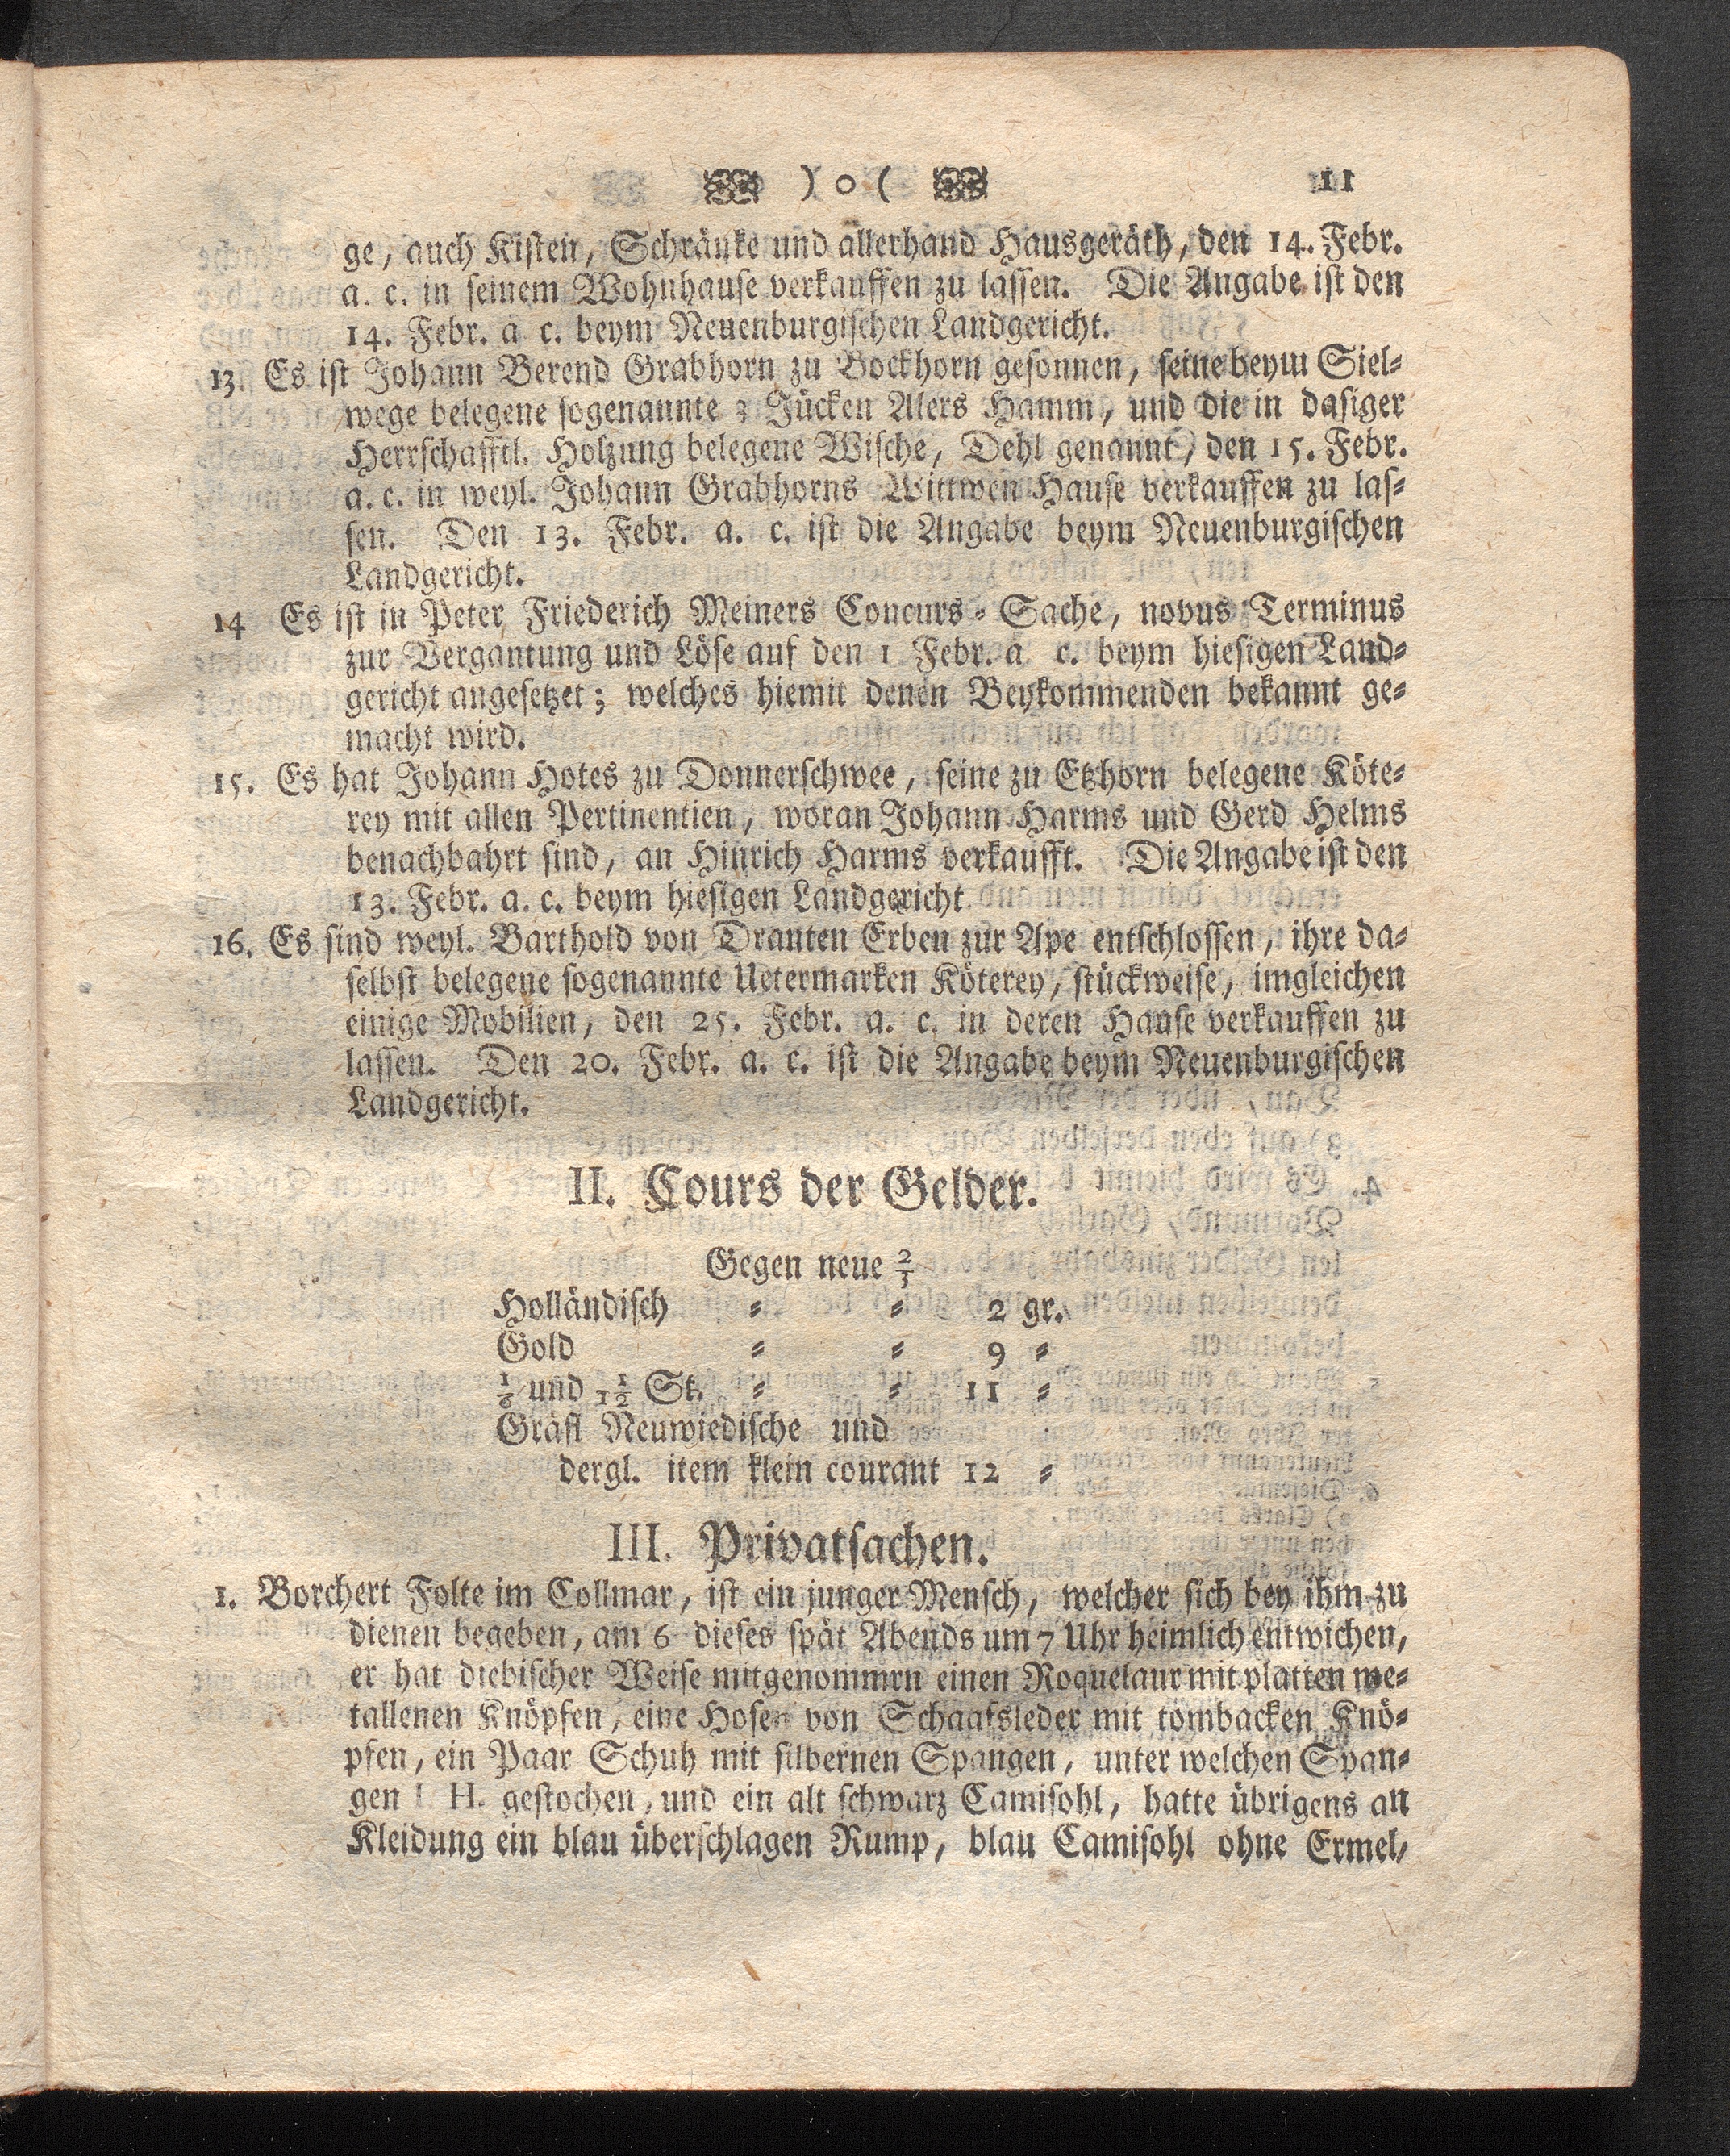 ) o ( 11
ge, auch Kisten, Schränke und allerhand Hausgeräth, den 14. Febr.
a. c. in seinem Wohnhause verkauffen zu lassen. Die Angabe ist den
14. Febr. a c. beym Neuenburgischen Landgericht.
13. Es ist Johann Berend Grabhorn zu Bockhorn gesonnen, seine beym Siel-
wege belegene sogenannte 3 Jücken Alers Hamm, und die in dasiger
Herrschafftl. Holzung belegene Wische, Dehl genannt, den 15. Febr.
a. c. in weyl. Johann Grabhorns Wittwen Hause verkauffen zu las-
sen. Den 13. Febr. a. c. ist die Angabe beym Neuenburgischen
Landgericht.
14 Es ist in Peter Friederich Meiners Concurs-Sache, novus Terminus
zur Vergantung und Löse auf den 1 Febr. a c. beym hiesigen Land-
gericht angesetzet; welches hiemit denen Beykommenden bekannt ge-
macht wird.
15. Es hat Johann Hotes zu Donnerschwee, seine zu Etzhorn belegene Köte-
rey mit allen Pertinentien, woran Johann Harms und Gerd Helms
benachbahrt sind, an Hinrich Harms verkaufft. Die Angabe ist den
13. Febr. a. c. beym hiesigen Landgericht
16. Es sind weyl. Barthold von Dranten Erben zur Ape entschlossen, ihre da-
selbst belegene sogenannte Uetermarken Köterey, stückweise, imgleichen
einige Mobilien, den 25. Febr. a. c. in deren Hause verkauffen zu
lassen. Den 20. Febr. a. c. ist die Angabe beym Neuenburgischen
Landgericht.
II. Cours der Gelder.
Gegen neue 2/3
Holländisch - - 2 gr.
Gold - - 9 -
1/6 und 1/12 St. - - 11 -
Gräfl Neuwiedische und
dergl. item klein courant 12 -
III. Privatsachen.
1. Borchert Folte im Collmar, ist ein junger Mensch, welcher sich bey ihm zu
dienen begeben, am 6 dieses spät Abends um 7 Uhr heimlich entwichen,
er hat diebischer Weise mitgenommrn einen Roquelaur mit platten me-
tallenen Knöpfen, eine Hosen von Schaafsleder mit tombacken Knö-
pfen, ein Paar Schuh mit silbernen Spangen, unter welchen Span-
gen I H. gestochen, und ein alt schwarz Camisohl, hatte übrigens an
Kleidung ein blau überschlagen Rump, blau Camisohl ohne Ermel,